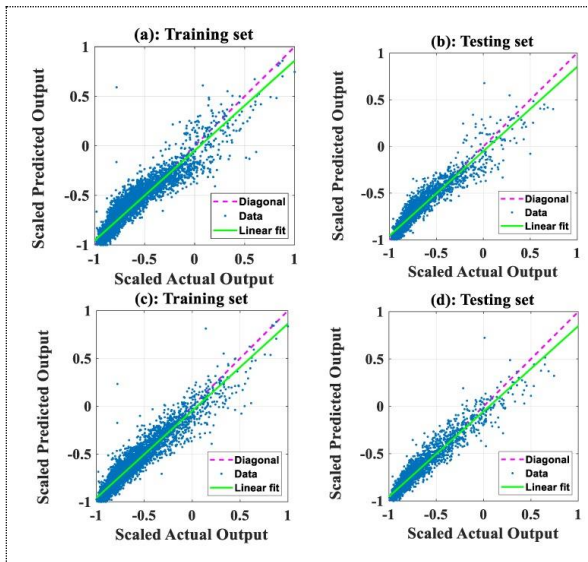 (a): Training set
Scaled Predicted Output
1
0.5
0
-0.5
-1
-1 -0.5 0 0.5 1
Scaled Actual Output
Diagonal
Data
Linear fit
(b): Testing set
Scaled Predicted Output
1
0.5
0
-0.5
-1
-1 -0.5 0 0.5 1
Scaled Actual Output
Diagonal
Data
Linear fit
(c): Training set
Scaled Predicted Output
1
0.5
0
-0.5
-1
-1 -0.5 0 0.5 1
Scaled Actual Output
Diagonal
Data
Linear fit
(d): Testing set
Scaled Predicted Output
1
0.5
0
-0.5
-1
-1 -0.5 0 0.5 1
Scaled Actual Output
Diagonal
Data
Linear fit